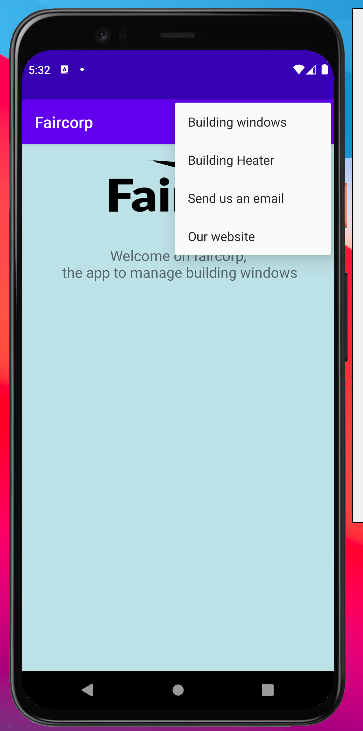 5:32
Faircorp
Building windows
Building Heater
Send us an email
Our website
Welcome on faircorp,
the app to manage building windows